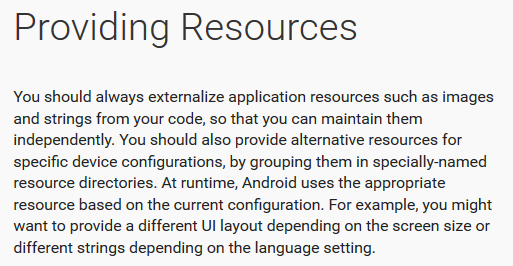 Providing Resources
You should always externalize application resources such as images
and strings from your code, so that you can maintain them
independently. You should also provide alternative resources for
specific device configurations, by grouping them in specially-named
resource directories. At runtime, Android uses the appropriate
resource based on the current configuration. For example, you might
want to provide a different UI layout depending on the screen size or
different strings depending on the language setting.